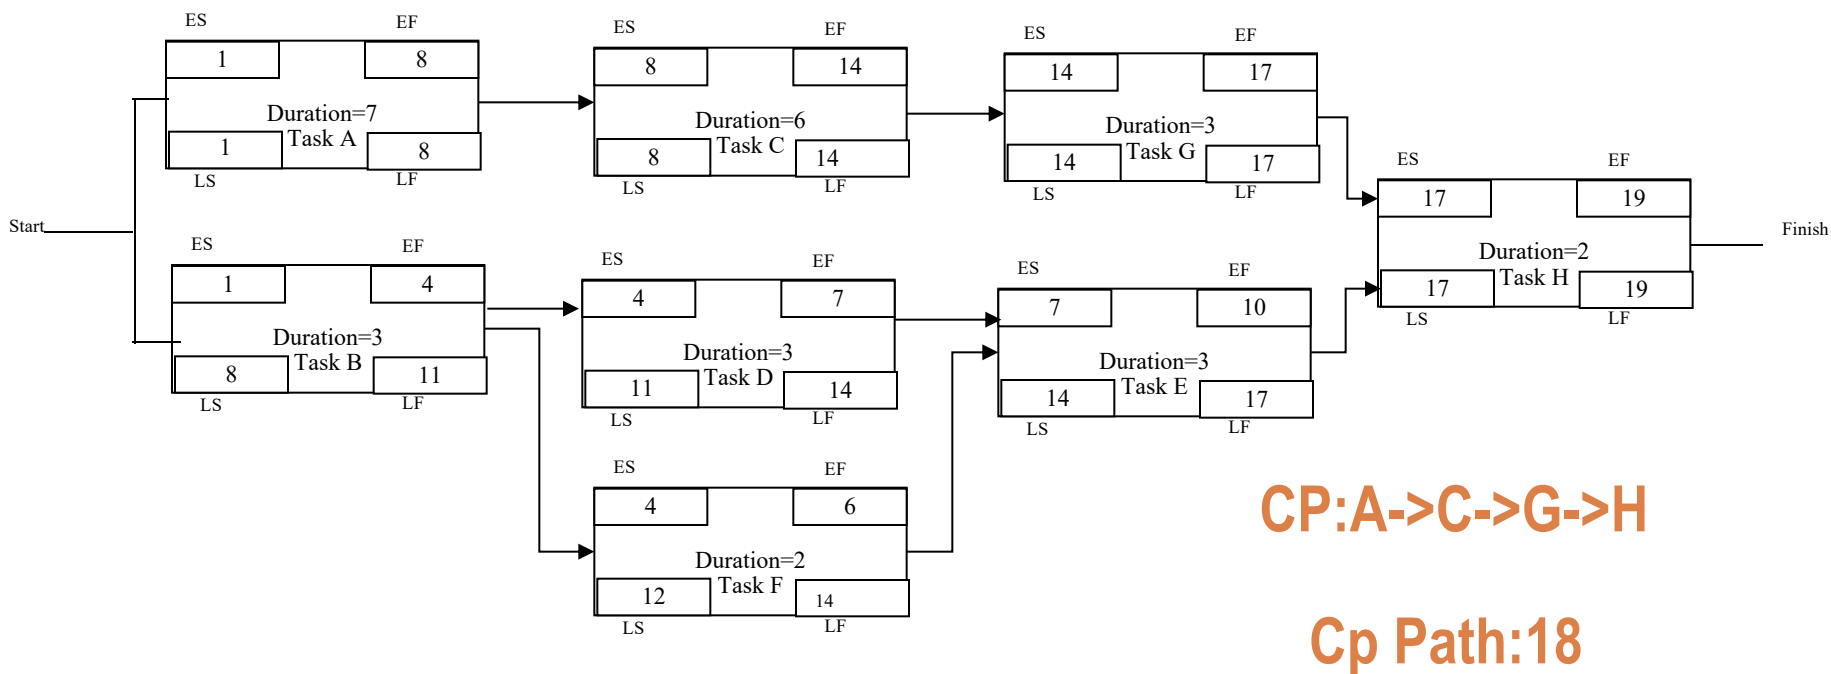 ES EF
1 8
Duration=7
Task A
1 8
LS LF
ES EF
8 14
Duration=6
Task C
8 14
LS LF
ES EF
14 17
Duration=3
Task G
14 17
LS LF
ES EF
17 19
Duration=2
Task H
17 19
LS LF
Start
Finish
ES EF
1 4
Duration=3
Task B
8 11
LS LF
ES EF
4 7
Duration=3
Task D
11 14
LS LF
ES EF
7 10
Duration=3
Task E
14 17
LS LF
ES EF
4 6
Duration=2
Task F
12 14
LS LF
CP:A->C->G->H
Cp Path:18